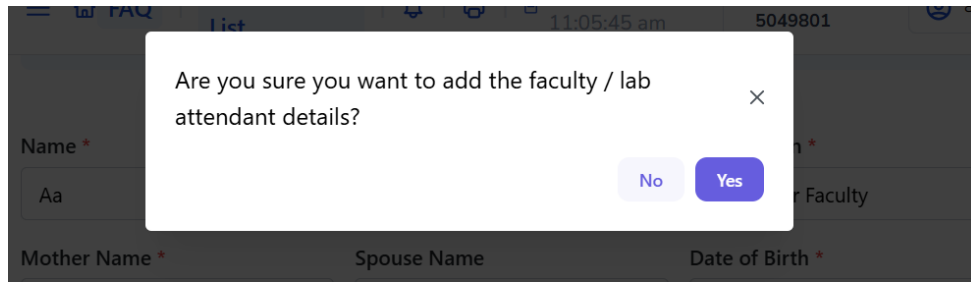 FAQ
List
11:05:45 am
5049801
Are you sure you want to add the faculty / lab
attendant details?
No
Yes
Name *
Aa
Faculty
Mother Name *
Spouse Name
Date of Birth *